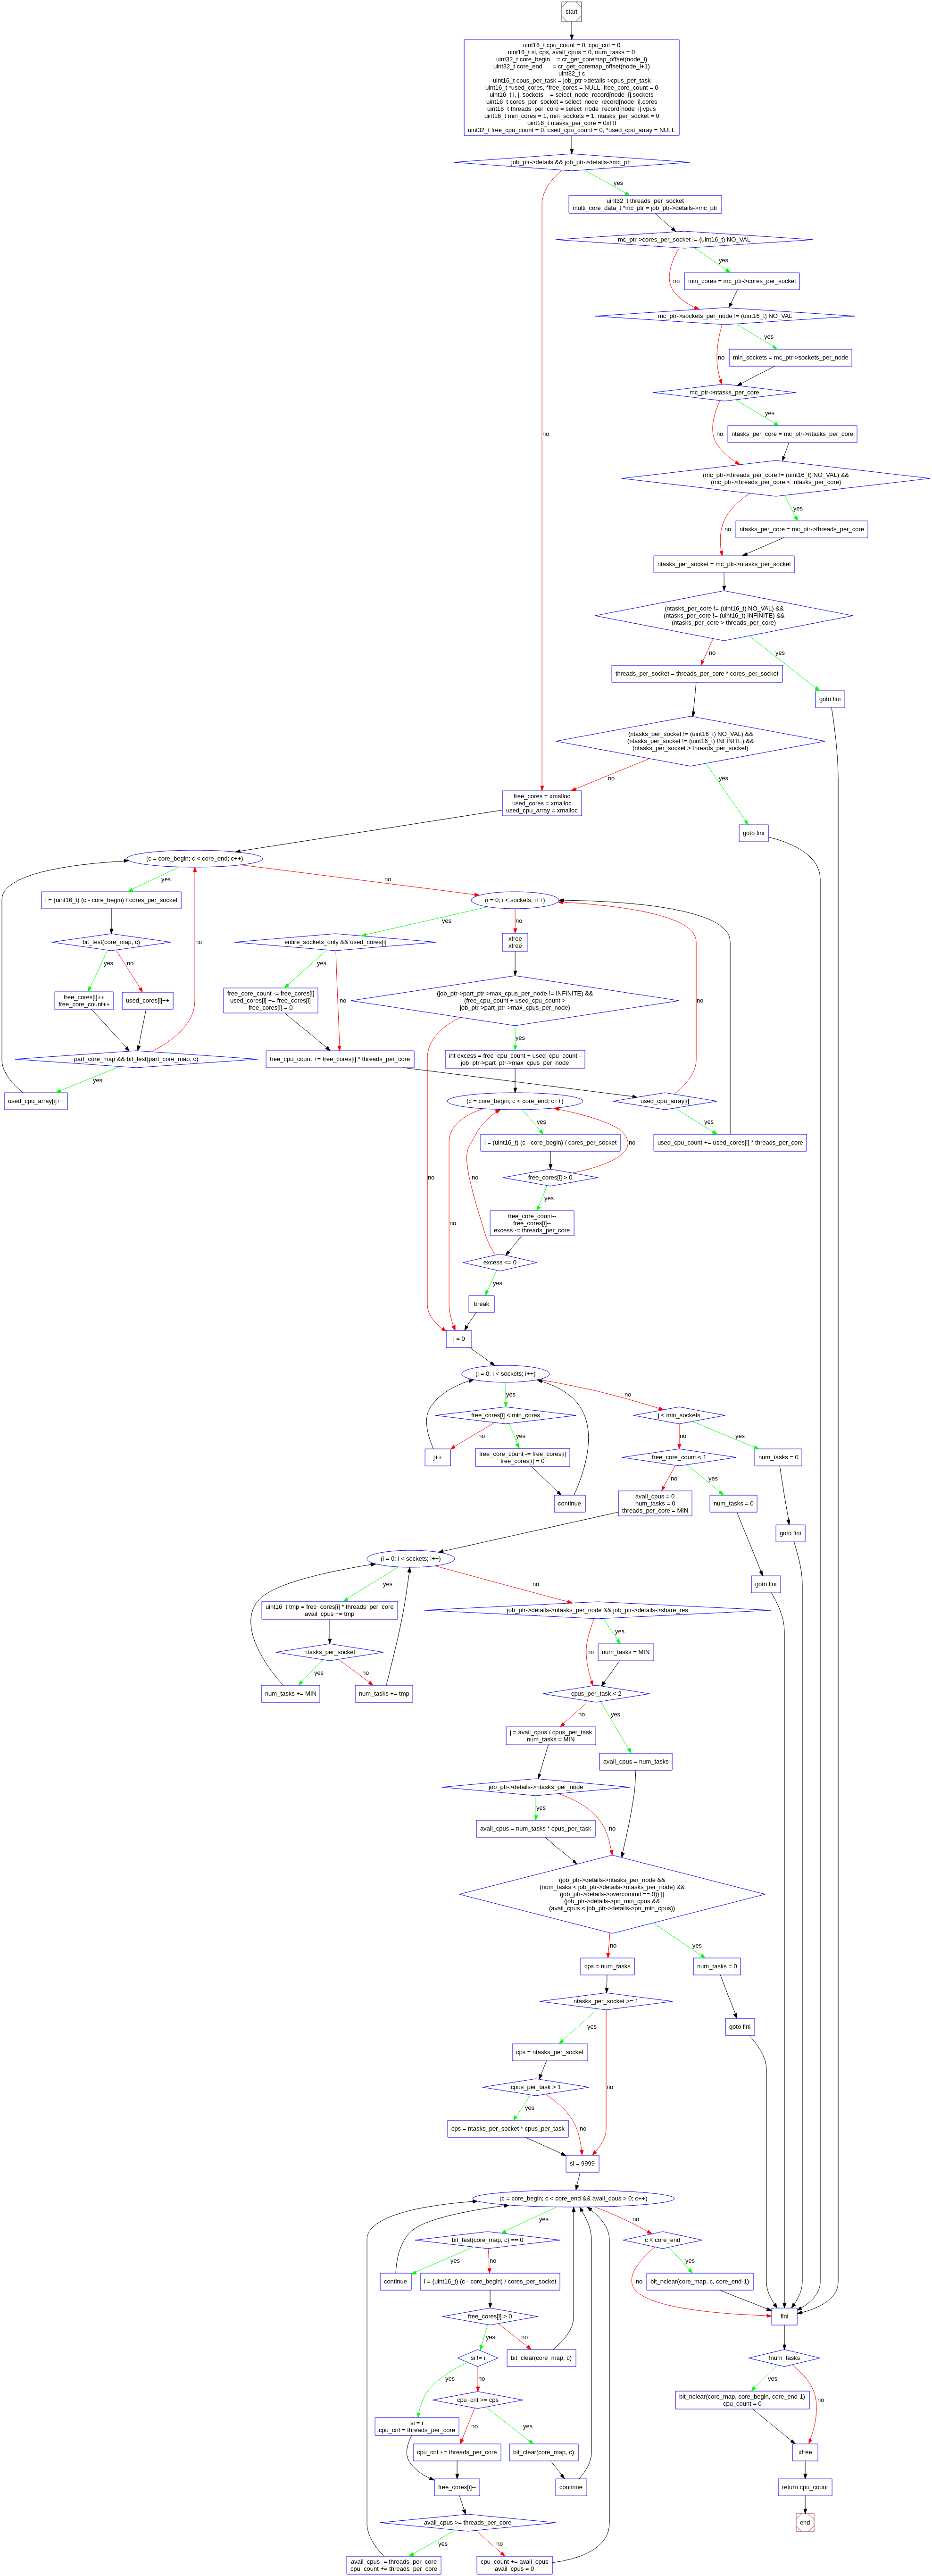 start
uint16_t cpu_count = 0, cpu_cnt = 0
uint16_t si, cps, avail_cpus = 0, num_tasks = 0
uint32_t core_begin    = cr_get_coremap_offset(node_i)
uint32_t core_end      = cr_get_coremap_offset(node_i+1)
uint32_t c
uint16_t cpus_per_task = job_ptr->details->cpus_per_task
uint16_t *used_cores, *free_cores = NULL, free_core_count = 0
uint16_t i, j, sockets    = select_node_record[node_i].sockets
uint16_t cores_per_socket = select_node_record[node_i].cores
uint16_t threads_per_core = select_node_record[node_i].vpus
uint16_t min_cores = 1, min_sockets = 1, ntasks_per_socket = 0
uint16_t ntasks_per_core = 0xffff
uint32_t free_cpu_count = 0, used_cpu_count = 0, *used_cpu_array = NULL
job_ptr->details && job_ptr->details->mc_ptr
yes
uint32_t threads_per_socket
multi_core_data_t *mc_ptr = job_ptr->details->mc_ptr
mc_ptr->cores_per_socket != (uint16_t) NO_VAL
yes
no
min_cores = mc_ptr->cores_per_socket
mc_ptr->sockets_per_node != (uint16_t) NO_VAL
yes
no
min_sockets = mc_ptr->sockets_per_node
mc_ptr->ntasks_per_core
yes
no
no
ntasks_per_core = mc_ptr->ntasks_per_core
(mc_ptr->threads_per_core != (uint16_t) NO_VAL) &&
(mc_ptr->threads_per_core <  ntasks_per_core)
yes
no
ntasks_per_core = mc_ptr->threads_per_core
ntasks_per_socket = mc_ptr->ntasks_per_socket
(ntasks_per_core != (uint16_t) NO_VAL) &&
(ntasks_per_core != (uint16_t) INFINITE) &&
(ntasks_per_core > threads_per_core)
no
yes
threads_per_socket = threads_per_core * cores_per_socket
goto fini
(ntasks_per_socket != (uint16_t) NO_VAL) &&
(ntasks_per_socket != (uint16_t) INFINITE) &&
(ntasks_per_socket > threads_per_socket)
no
yes
free_cores = xmalloc
used_cores = xmalloc
used_cpu_array = xmalloc
goto fini
(c = core_begin; c < core_end; c++)
yes
no
i = (uint16_t) (c - core_begin) / cores_per_socket
(i = 0; i < sockets; i++)
yes
no
bit_test(core_map, c)
entire_sockets_only && used_cores[i]
xfree
xfree
yes
no
no
yes
free_cores[i]++
free_core_count++
used_cores[i]++
free_core_count -= free_cores[i]
used_cores[i] += free_cores[i]
free_cores[i] = 0
no
no
(job_ptr->part_ptr->max_cpus_per_node != INFINITE) &&
(free_cpu_count + used_cpu_count >
job_ptr->part_ptr->max_cpus_per_node)
part_core_map && bit_test(part_core_map, c)
free_cpu_count += free_cores[i] * threads_per_core
yes
int excess = free_cpu_count + used_cpu_count -
job_ptr->part_ptr->max_cpus_per_node
yes
used_cpu_array[i]++
(c = core_begin; c < core_end; c++)
used_cpu_array[i]
yes
yes
i = (uint16_t) (c - core_begin) / cores_per_socket
no
used_cpu_count += used_cores[i] * threads_per_core
no
no
no
free_cores[i] > 0
yes
free_core_count--
free_cores[i]--
excess -= threads_per_core
excess <= 0
yes
break
j = 0
(i = 0; i < sockets; i++)
yes
no
free_cores[i] < min_cores
j < min_sockets
no
yes
no
yes
j++
free_core_count -= free_cores[i]
free_cores[i] = 0
free_core_count < 1
num_tasks = 0
no
yes
continue
avail_cpus = 0
num_tasks = 0
threads_per_core = MIN
num_tasks = 0
goto fini
(i = 0; i < sockets; i++)
yes
no
goto fini
uint16_t tmp = free_cores[i] * threads_per_core
avail_cpus += tmp
job_ptr->details->ntasks_per_node && job_ptr->details->share_res
yes
no
ntasks_per_socket
num_tasks = MIN
yes
no
num_tasks += MIN
num_tasks += tmp
cpus_per_task < 2
no
yes
j = avail_cpus / cpus_per_task
num_tasks = MIN
avail_cpus = num_tasks
job_ptr->details->ntasks_per_node
yes
no
avail_cpus = num_tasks * cpus_per_task
(job_ptr->details->ntasks_per_node &&
(num_tasks < job_ptr->details->ntasks_per_node) &&
(job_ptr->details->overcommit == 0)) ||
(job_ptr->details->pn_min_cpus &&
(avail_cpus < job_ptr->details->pn_min_cpus))
no
yes
cps = num_tasks
num_tasks = 0
ntasks_per_socket >= 1
yes
goto fini
cps = ntasks_per_socket
no
cpus_per_task > 1
yes
no
cps = ntasks_per_socket * cpus_per_task
si = 9999
(c = core_begin; c < core_end && avail_cpus > 0; c++)
yes
no
bit_test(core_map, c) == 0
c < core_end
yes
no
yes
no
continue
i = (uint16_t) (c - core_begin) / cores_per_socket
bit_nclear(core_map, c, core_end-1)
free_cores[i] > 0
fini
yes
no
si != i
bit_clear(core_map, c)
!num_tasks
yes
no
yes
no
cpu_cnt >= cps
bit_nclear(core_map, core_begin, core_end-1)
cpu_count = 0
si = i
cpu_cnt = threads_per_core
no
yes
cpu_cnt += threads_per_core
bit_clear(core_map, c)
xfree
free_cores[i]--
continue
return cpu_count
avail_cpus >= threads_per_core
end
yes
no
avail_cpus -= threads_per_core
cpu_count += threads_per_core
cpu_count += avail_cpus
avail_cpus = 0